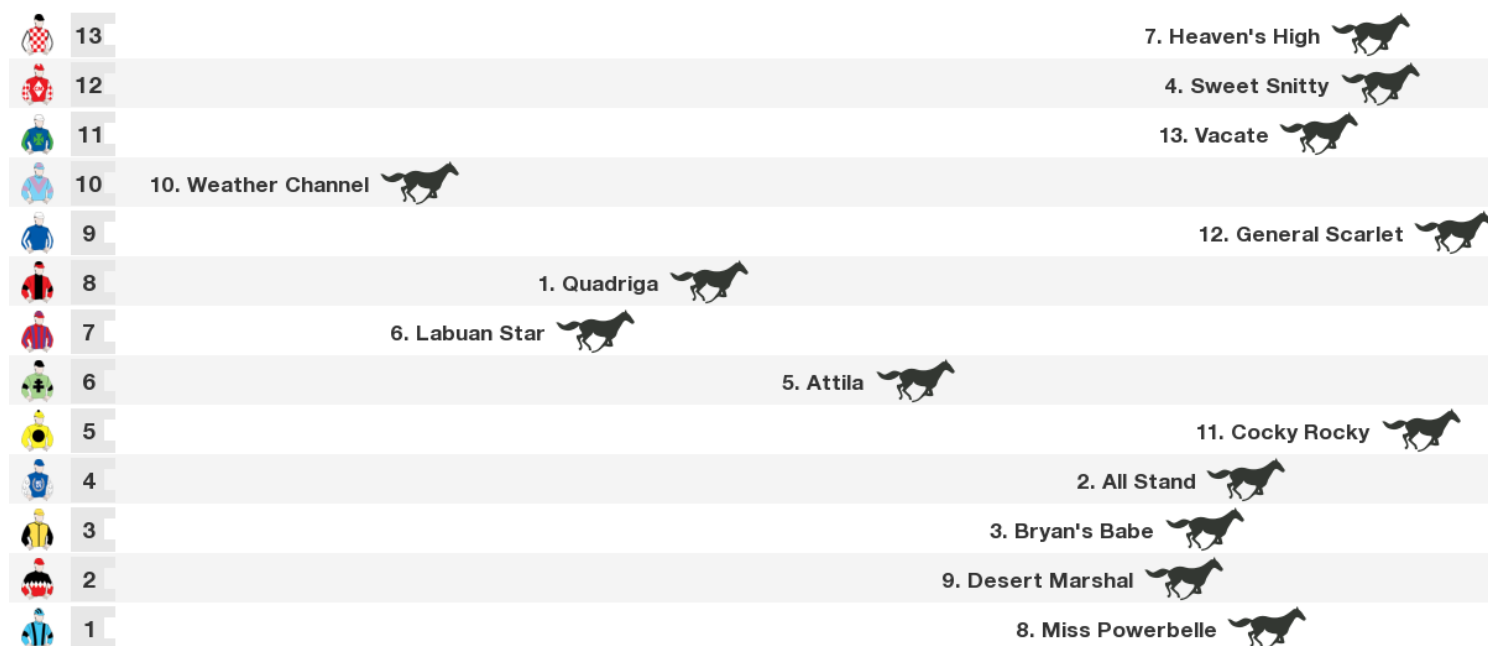 13 7. Heaven's High
12 4. Sweet Snitty
11 13. Vacate
10 10. Weather Channel
9 12. General Scarlet
8 1. Quadriga
7 6. Labuan Star
6 5. Attila
5 11. Cocky Rocky
4 2. All Stand
3 3. Bryan's Babe
2 9. Desert Marshal
1 8. Miss Powerbelle